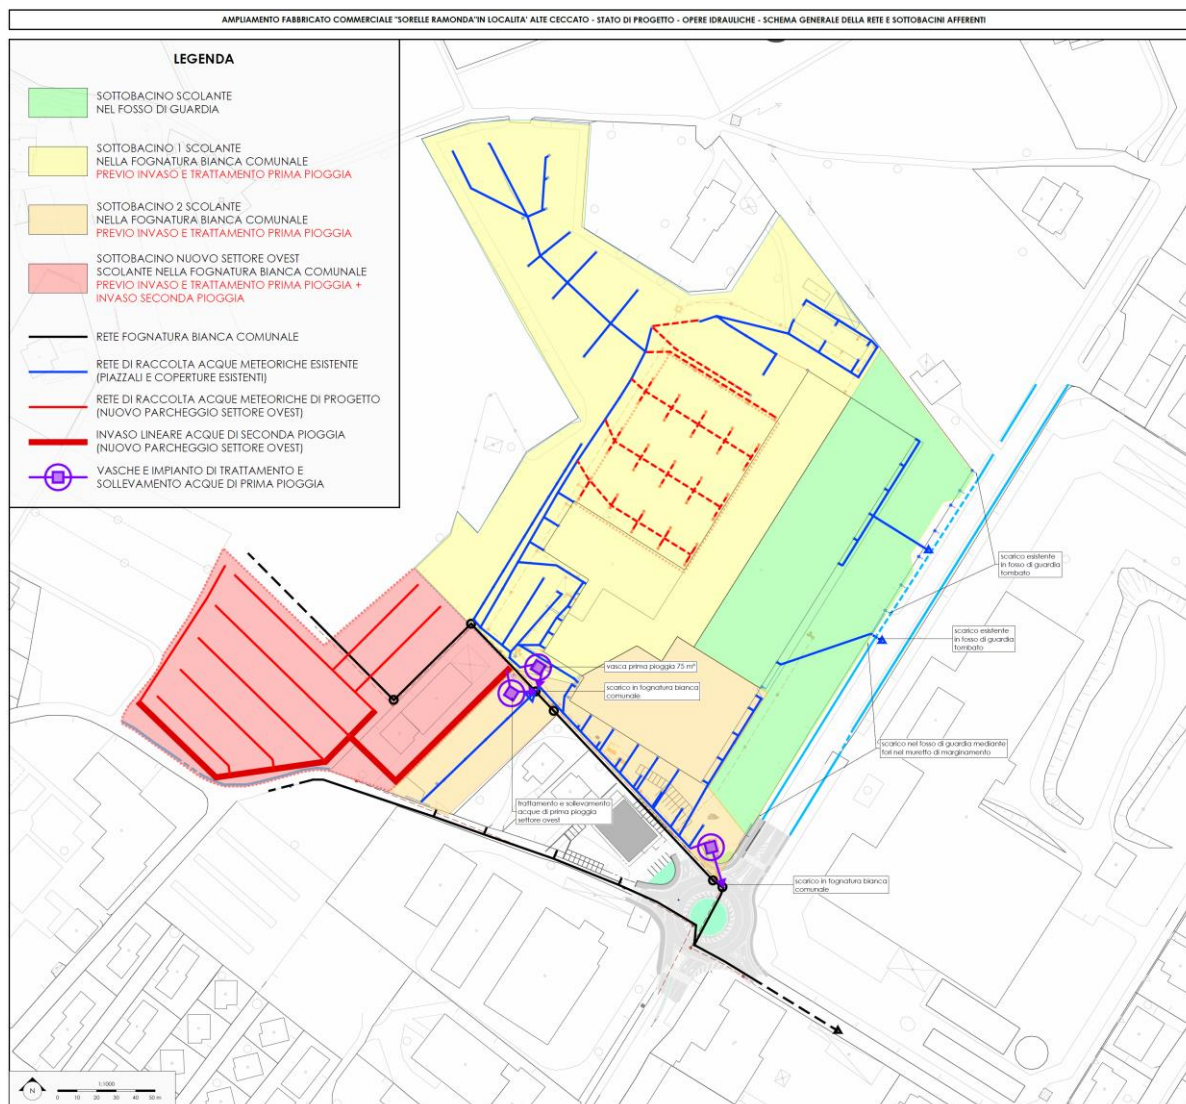 AMPLIAMENTO FABBRICATO COMMERCIALE "SORELLE RAMONDA"IN LOCALITA' ALTE CECCATO - STATO DI PROGETTO - OPERE IDRAULICHE - SCHEMA GENERALE DELLA RETE E SOTTOBACINI AFFERENTI
LEGENDA
SOTTOBACINO SCOLANTE
NEL FOSSO DI GUARDIA
SOTTOBACINO 1 SCOLANTE
NELLA FOGNATURA BIANCA COMUNALE
PREVIO INVASO E TRATTAMENTO PRIMA PIOGGIA
SOTTOBACINO 2 SCOLANTE
NELLA FOGNATURA BIANCA COMUNALE
PREVIO INVASO E TRATTAMENTO PRIMA PIOGGIA
SOTTOBACINO NUOVO SETTORE OVEST
SCOLANTE NELLA FOGNATURA BIANCA COMUNALE
PREVIO INVASO E TRATTAMENTO PRIMA PIOGGIA +
INVASO SECONDA PIOGGIA
RETE FOGNATURA BIANCA COMUNALE
RETE DI RACCOLTA ACQUE METEORICHE ESISTENTE
(PIAZZALI E COPERTURE ESISTENTI)
RETE DI RACCOLTA ACQUE METEORICHE DI PROGETTO
(NUOVO PARCHEGGIO SETTORE OVEST)
INVASO LINEARE ACQUE DI SECONDA PIOGGIA
(NUOVO PARCHEGGIO SETTORE OVEST)
VASCHE E IMPIANTO DI TRATTAMENTO E
SOLLEVAMENTO ACQUE DI PRIMA PIOGGIA
scarico esistente
in fosso di guardia
tombato
scarico esistente
in fosso di guardia
tombato
vasca prima pioggia 75 m³
scarico in fognatura bianca
comunale
scarico nel fosso di guardia mediante
fori nel muretto di marginamento
trattamento e sollevamento
acque di prima pioggia
settore ovest
scarico in fognatura bianca
comunale
N
1:1000
0 10 20 30 40 50 m